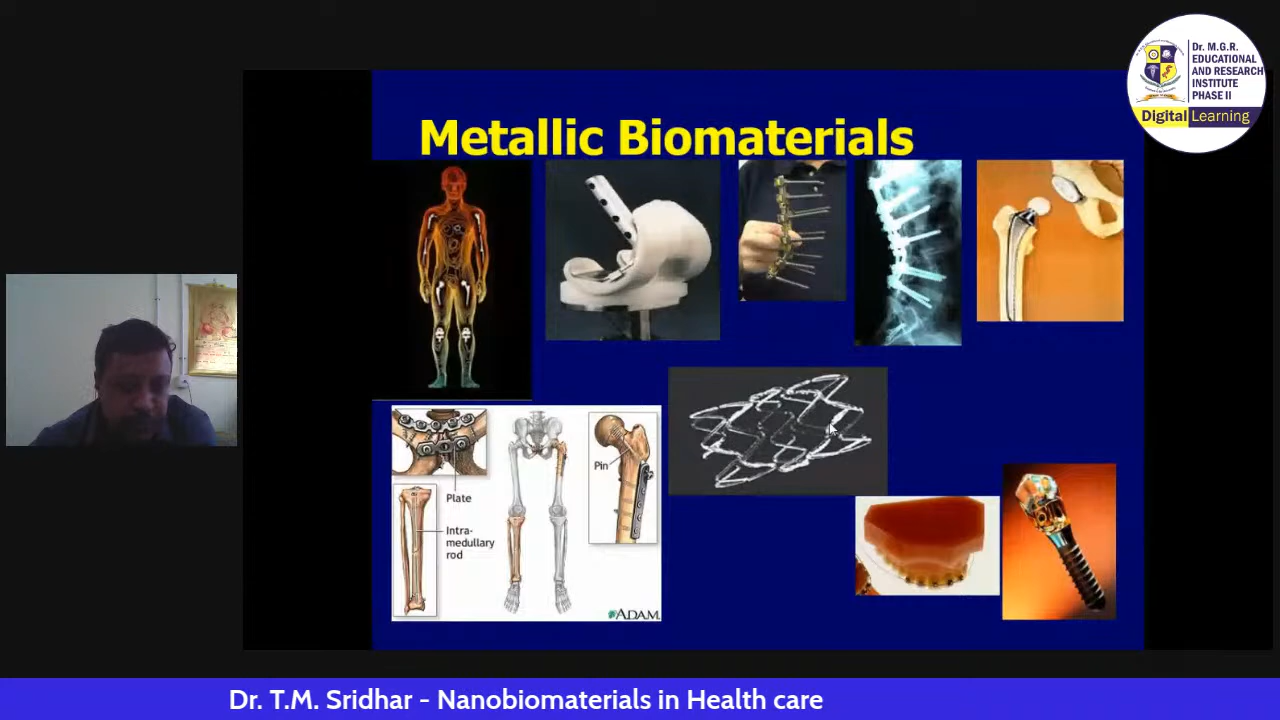 Dr. M.G.R.
EDUCATIONAL
AND RESEARCH
INSTITUTE
PHASE II
Digital Learning
Metallic Biomaterials
Plate
Intra-
medullary
rod
Pin
ADAM.
Dr. T.M. Sridhar - Nanobiomaterials in Health care